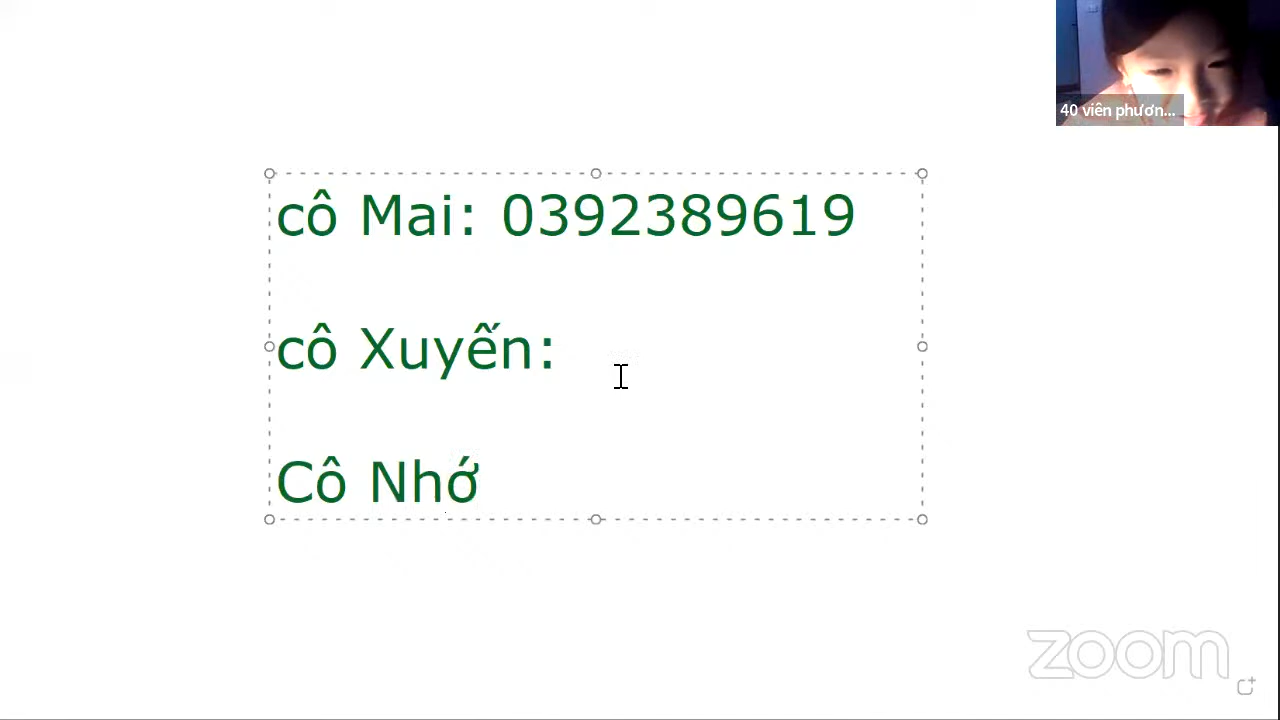 40 viên phươn...
cô Mai: 0392389619
cô Xuyến:
Cô Nhớ
zoom